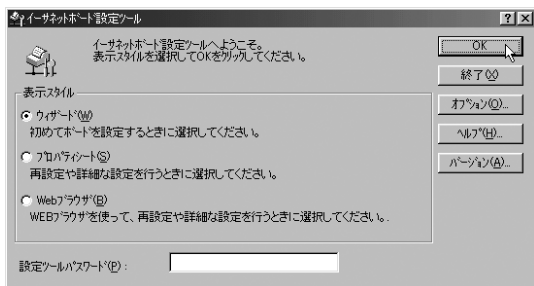 イーサネットボード設定ツール
イーサネットボード設定ツールへようこそ。
表示スタイルを選択してOKをクリックしてください。
OK
終了(X)
オプション(O)...
ヘルプ(H)...
バージョン(A)...
表示スタイル
ウィザード(W)
初めてボードを設定するときに選択してください。
プロパティシート(S)
再設定や詳細な設定を行うときに選択してください。
Webブラウザ(B)
WEBブラウザを使って、再設定や詳細な設定を行うときに選択してください。.
設定ツールパスワード(P) :